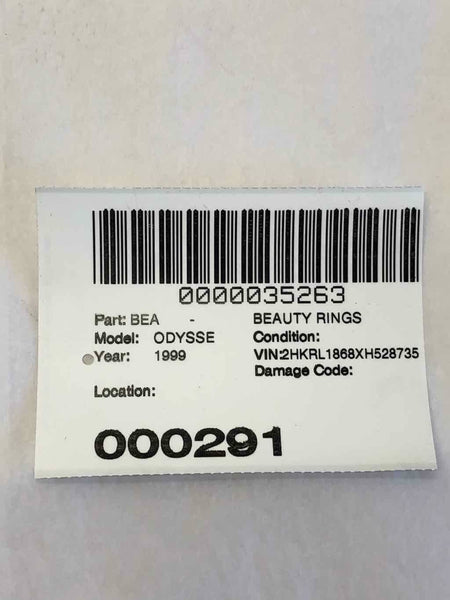 0000035263
Part: BEA - BEAUTY RINGS
Model: ODYSSE Condition:
Year: 1999 VIN:2HKRL1868XH528735
Damage Code:
Location:
000291